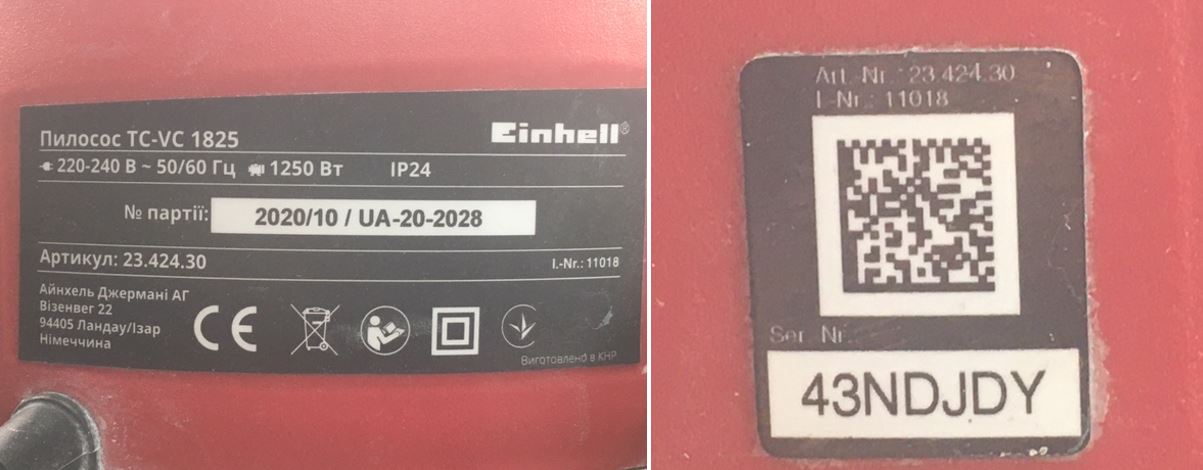 Пилосос TC-VC 1825
Einhell®
220-240 В ~ 50/60 Гц 1250 Вт IP24
№ партії: 2020/10 / UA-20-2028
Артикул: 23.424.30
I.-Nr.: 11018
Айнхель Джермані АГ
Візенвег 22
94405 Ландау/Ізар
Німеччина
CE
Виготовлено в КНР
Art.-Nr.: 23.424.30
I.-Nr.: 11018
Ser. Nr.
43NDJDY